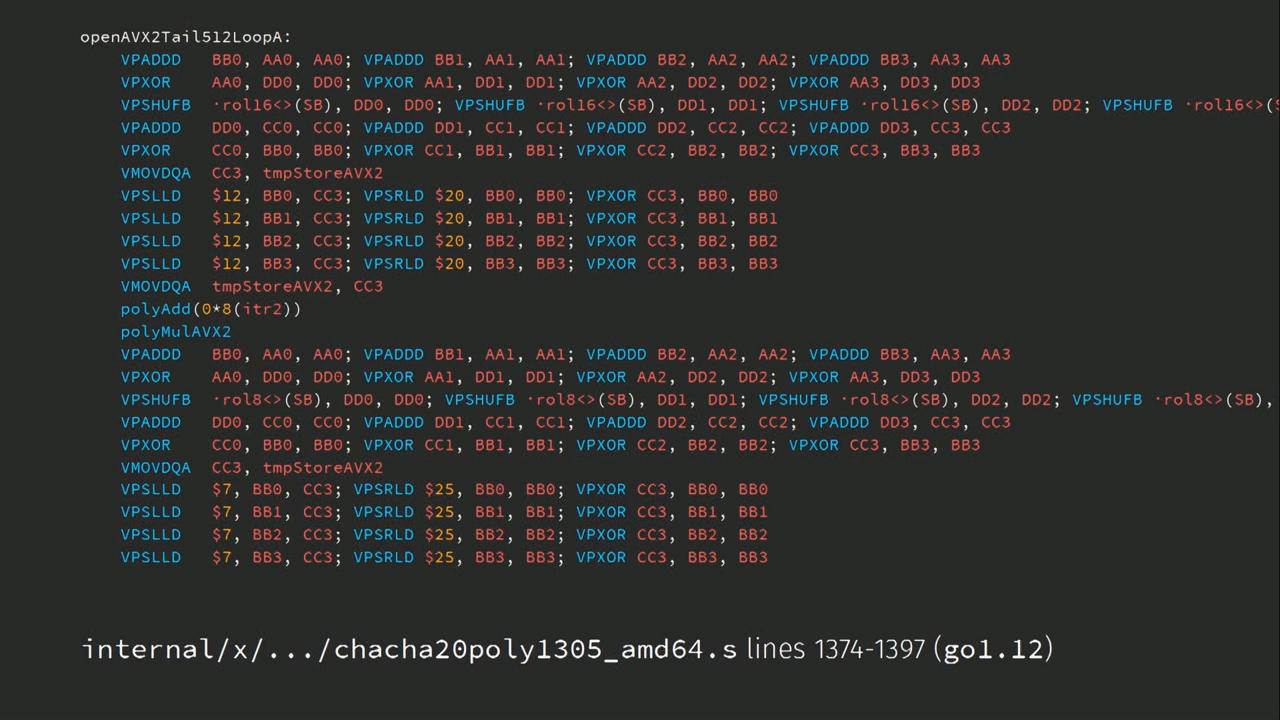 openAVX2Tail512LoopA:
VPADDD BB0, AA0, AA0; VPADDD BB1, AA1, AA1; VPADDD BB2, AA2, AA2; VPADDD BB3, AA3, AA3
VPXOR AA0, DD0, DD0; VPXOR AA1, DD1, DD1; VPXOR AA2, DD2, DD2; VPXOR AA3, DD3, DD3
VPSHUFB ·rol16<>(SB), DD0, DD0; VPSHUFB ·rol16<>(SB), DD1, DD1; VPSHUFB ·rol16<>(SB), DD2, DD2; VPSHUFB ·rol16<>(
VPADDD DD0, CC0, CC0; VPADDD DD1, CC1, CC1; VPADDD DD2, CC2, CC2; VPADDD DD3, CC3, CC3
VPXOR CC0, BB0, BB0; VPXOR CC1, BB1, BB1; VPXOR CC2, BB2, BB2; VPXOR CC3, BB3, BB3
VMOVDQA CC3, tmpStoreAVX2
VPSLLD $12, BB0, CC3; VPSRLD $20, BB0, BB0; VPXOR CC3, BB0, BB0
VPSLLD $12, BB1, CC3; VPSRLD $20, BB1, BB1; VPXOR CC3, BB1, BB1
VPSLLD $12, BB2, CC3; VPSRLD $20, BB2, BB2; VPXOR CC3, BB2, BB2
VPSLLD $12, BB3, CC3; VPSRLD $20, BB3, BB3; VPXOR CC3, BB3, BB3
VMOVDQA tmpStoreAVX2, CC3
polyAdd(0*8(itr2))
polyMulAVX2
VPADDD BB0, AA0, AA0; VPADDD BB1, AA1, AA1; VPADDD BB2, AA2, AA2; VPADDD BB3, AA3, AA3
VPXOR AA0, DD0, DD0; VPXOR AA1, DD1, DD1; VPXOR AA2, DD2, DD2; VPXOR AA3, DD3, DD3
VPSHUFB ·rol8<>(SB), DD0, DD0; VPSHUFB ·rol8<>(SB), DD1, DD1; VPSHUFB ·rol8<>(SB), DD2, DD2; VPSHUFB ·rol8<>(SB),
VPADDD DD0, CC0, CC0; VPADDD DD1, CC1, CC1; VPADDD DD2, CC2, CC2; VPADDD DD3, CC3, CC3
VPXOR CC0, BB0, BB0; VPXOR CC1, BB1, BB1; VPXOR CC2, BB2, BB2; VPXOR CC3, BB3, BB3
VMOVDQA CC3, tmpStoreAVX2
VPSLLD $7, BB0, CC3; VPSRLD $25, BB0, BB0; VPXOR CC3, BB0, BB0
VPSLLD $7, BB1, CC3; VPSRLD $25, BB1, BB1; VPXOR CC3, BB1, BB1
VPSLLD $7, BB2, CC3; VPSRLD $25, BB2, BB2; VPXOR CC3, BB2, BB2
VPSLLD $7, BB3, CC3; VPSRLD $25, BB3, BB3; VPXOR CC3, BB3, BB3
internal/x/.../chacha20poly1305_amd64.s lines 1374-1397 (go1.12)